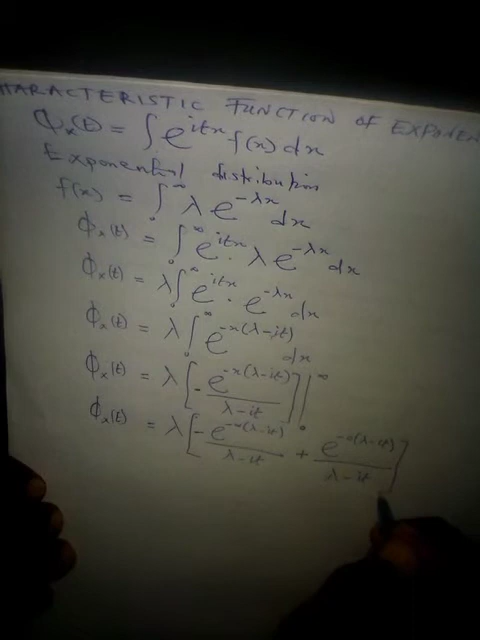 HARACTERISTIC FUNCTION OF EXPONEN
ϕₓ(t) = ∫ e^{itx} f(x) dx
Exponential distribution
f(x) = ∫₀^∞ λ e^{-λx} dx
ϕₓ(t) = ∫₀^∞ e^{itx} · λ e^{-λx} dx
ϕₓ(t) = λ ∫₀^∞ e^{itx} · e^{-λx} dx
ϕₓ(t) = λ ∫₀^∞ e^{-x(λ-it)} dx
ϕₓ(t) = λ [ - e^{-x(λ-it)} / (λ-it) ] |₀^∞
ϕₓ(t) = λ [ - e^{-∞(λ-it)} / (λ-it) + e^{-0(λ-it)} / (λ-it) ]